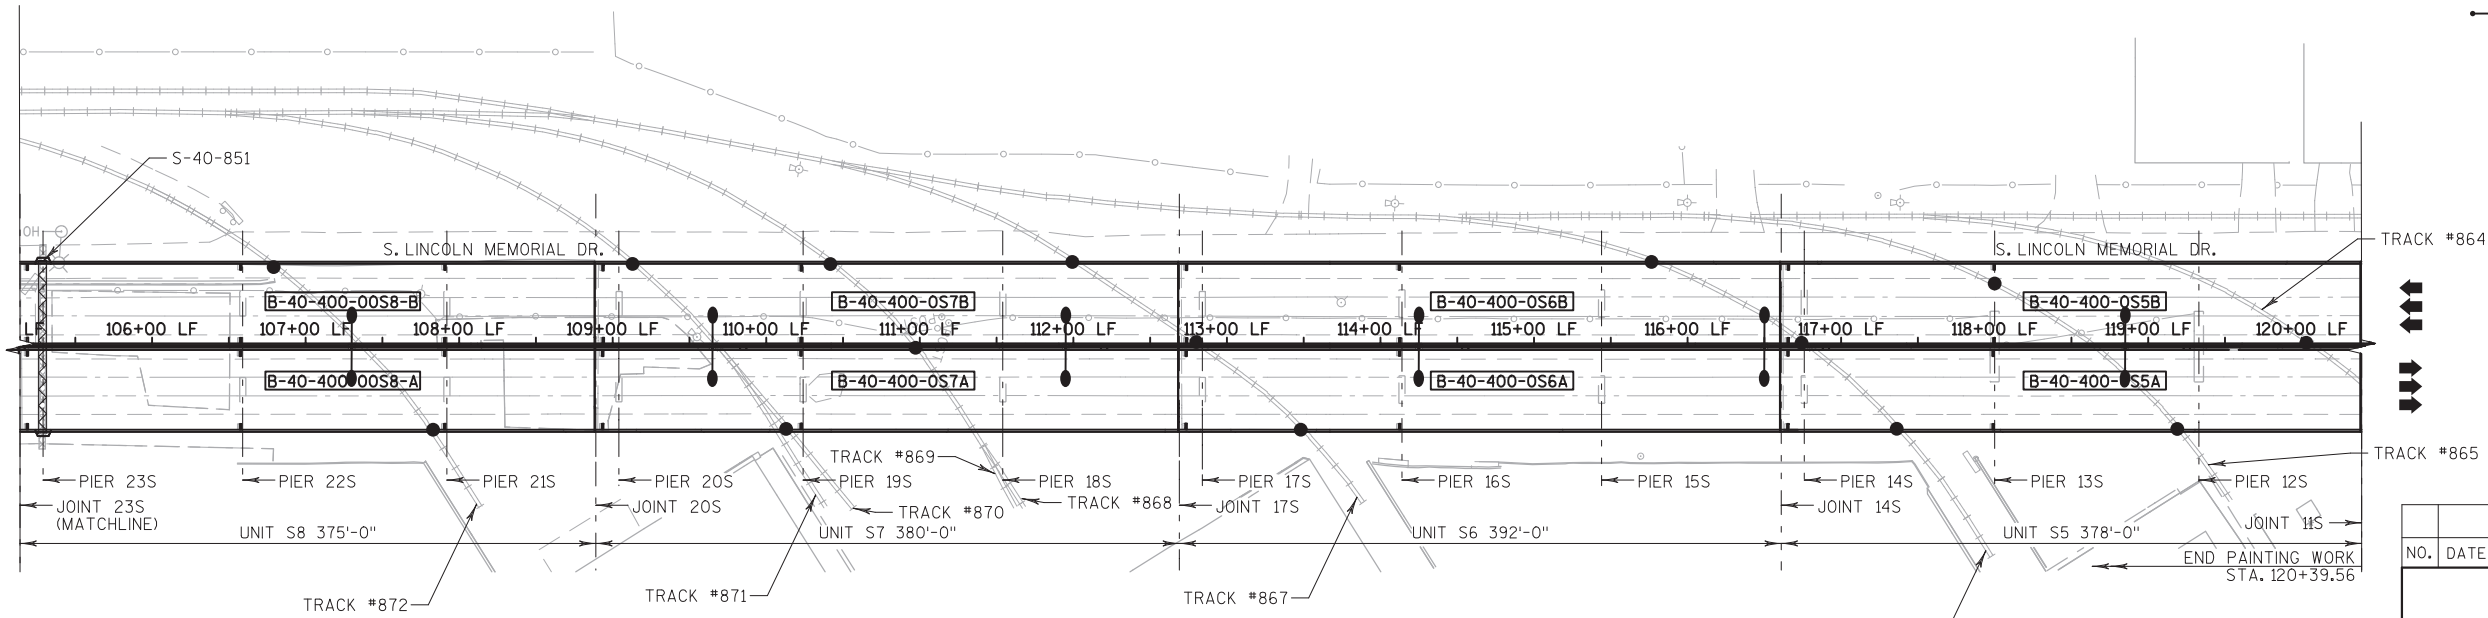 S-40-851
OH
S. LINCOLN MEMORIAL DR.
S. LINCOLN MEMORIAL DR.
TRACK #864
B-40-400-00S8-B
B-40-400-0S7B
B-40-400-0S6B
B-40-400-0S5B
LF 106+00 LF 107+00 LF 108+00 LF 109+00 LF 110+00 LF 111+00 LF 112+00 LF 113+00 LF 114+00 LF 115+00 LF 116+00 LF 117+00 LF 118+00 LF 119+00 LF 120+00 LF
B-40-400-00S8-A
B-40-400-0S7A
B-40-400-0S6A
B-40-400-0S5A
TRACK #869
TRACK #865
PIER 23S
PIER 22S
PIER 21S
PIER 20S
PIER 19S
PIER 18S
PIER 17S
PIER 16S
PIER 15S
PIER 14S
PIER 13S
PIER 12S
JOINT 23S
(MATCHLINE)
JOINT 20S
TRACK #870
TRACK #868
JOINT 17S
JOINT 14S
JOINT 11S
UNIT S8 375'-0"
UNIT S7 380'-0"
UNIT S6 392'-0"
UNIT S5 378'-0"
NO. DATE
END PAINTING WORK
STA. 120+39.56
TRACK #872
TRACK #871
TRACK #867